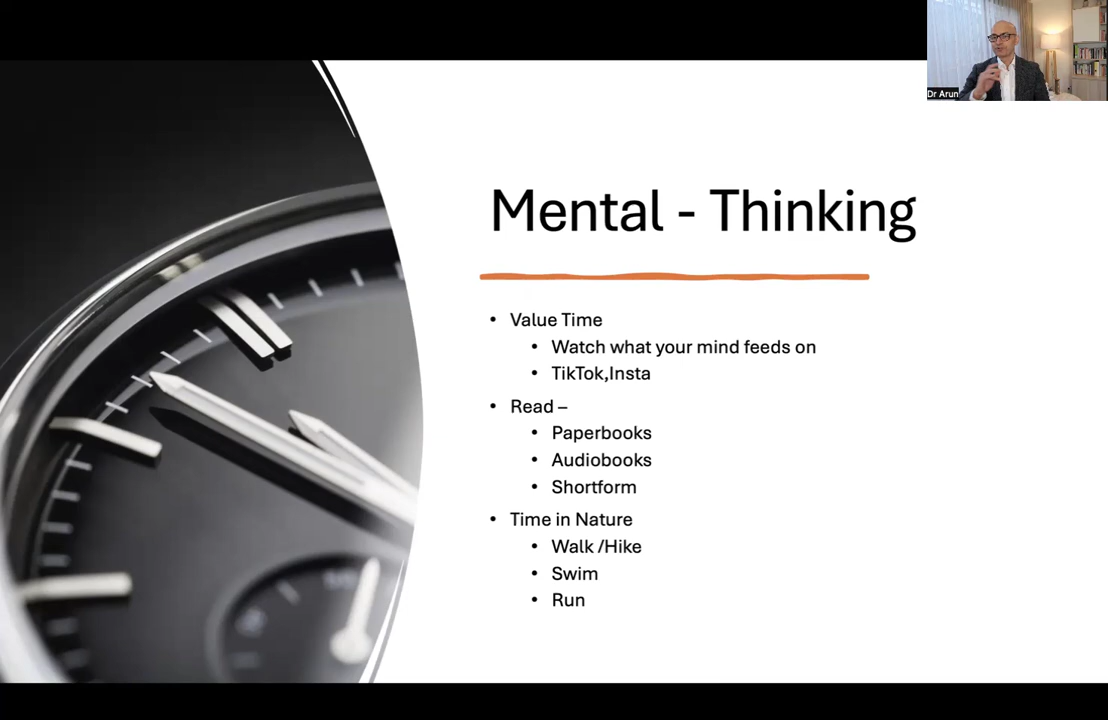 Dr Arun
Mental - Thinking
• Value Time
• Watch what your mind feeds on
• TikTok,Insta
• Read –
• Paperbooks
• Audiobooks
• Shortform
• Time in Nature
• Walk /Hike
• Swim
• Run